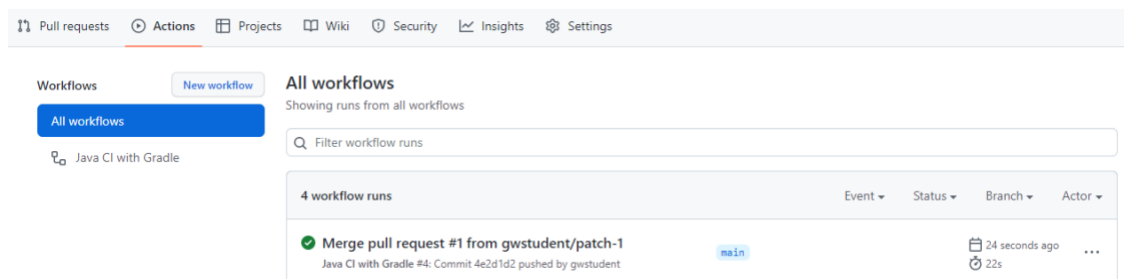 Pull requests Actions Projects Wiki Security Insights Settings
Workflows New workflow
All workflows
Java CI with Gradle
All workflows
Showing runs from all workflows
Filter workflow runs
4 workflow runs Event Status Branch Actor
Merge pull request #1 from gwstudent/patch-1
Java CI with Gradle #4: Commit 4e2d1d2 pushed by gwstudent
main
24 seconds ago
22s